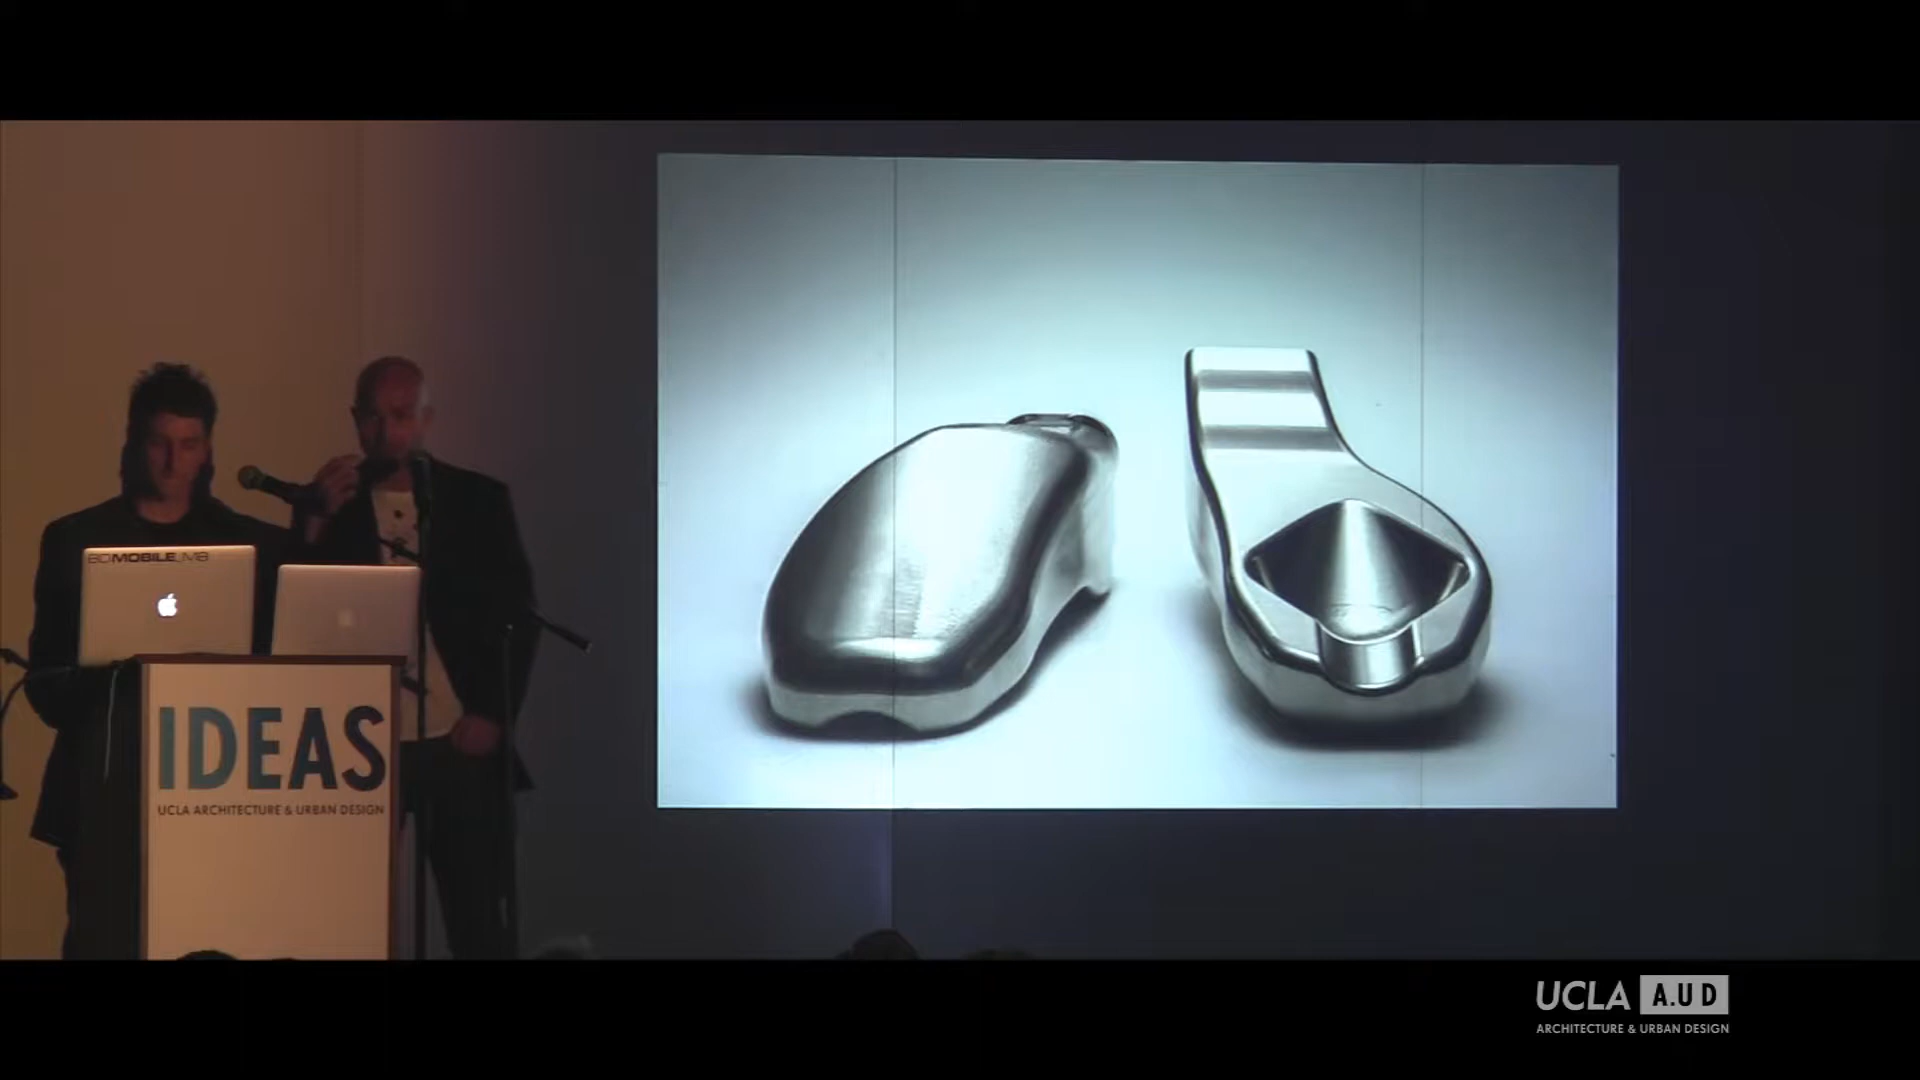 BDMOBILELMB
IDEAS
UCLA ARCHITECTURE & URBAN DESIGN
UCLA A.UD
ARCHITECTURE & URBAN DESIGN